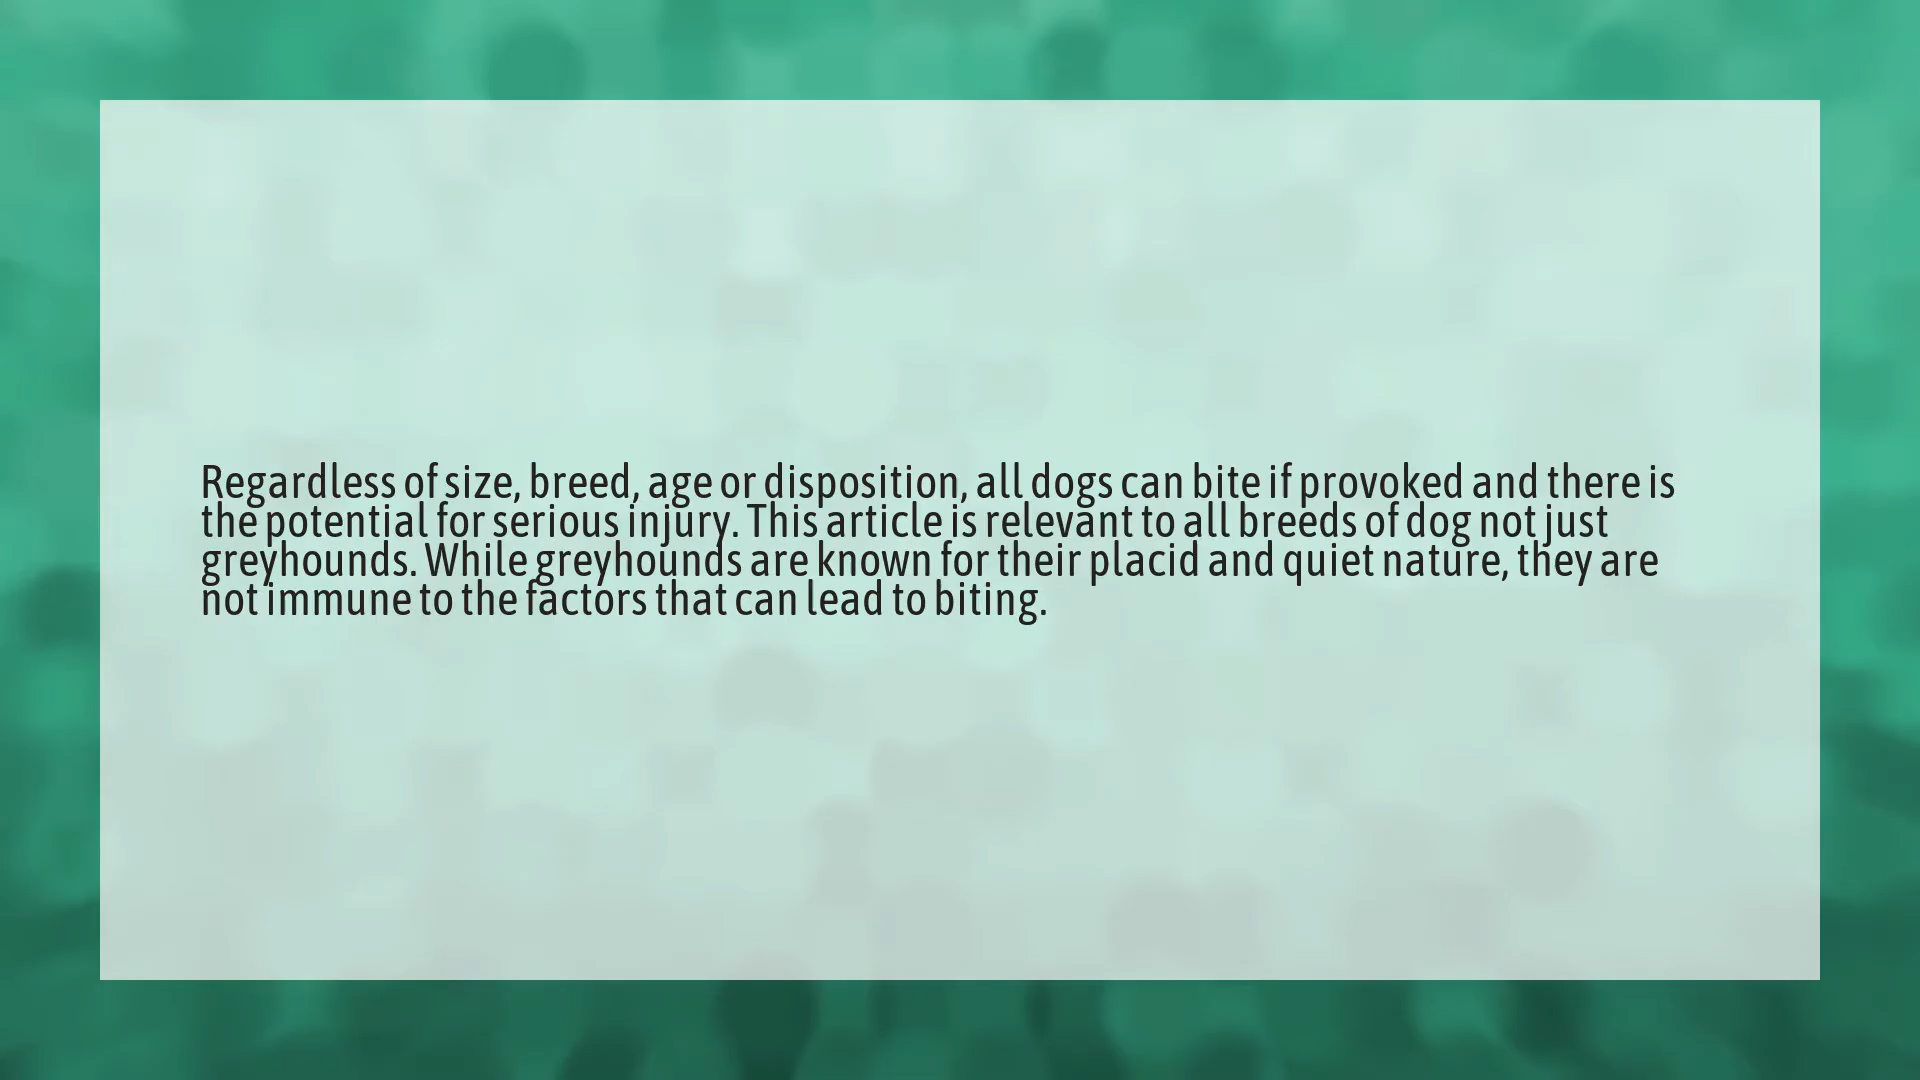 Regardless of size, breed, age or disposition, all dogs can bite if provoked and there is
the potential for serious injury. This article is relevant to all breeds of dog not just
greyhounds. While greyhounds are known for their placid and quiet nature, they are
not immune to the factors that can lead to biting.